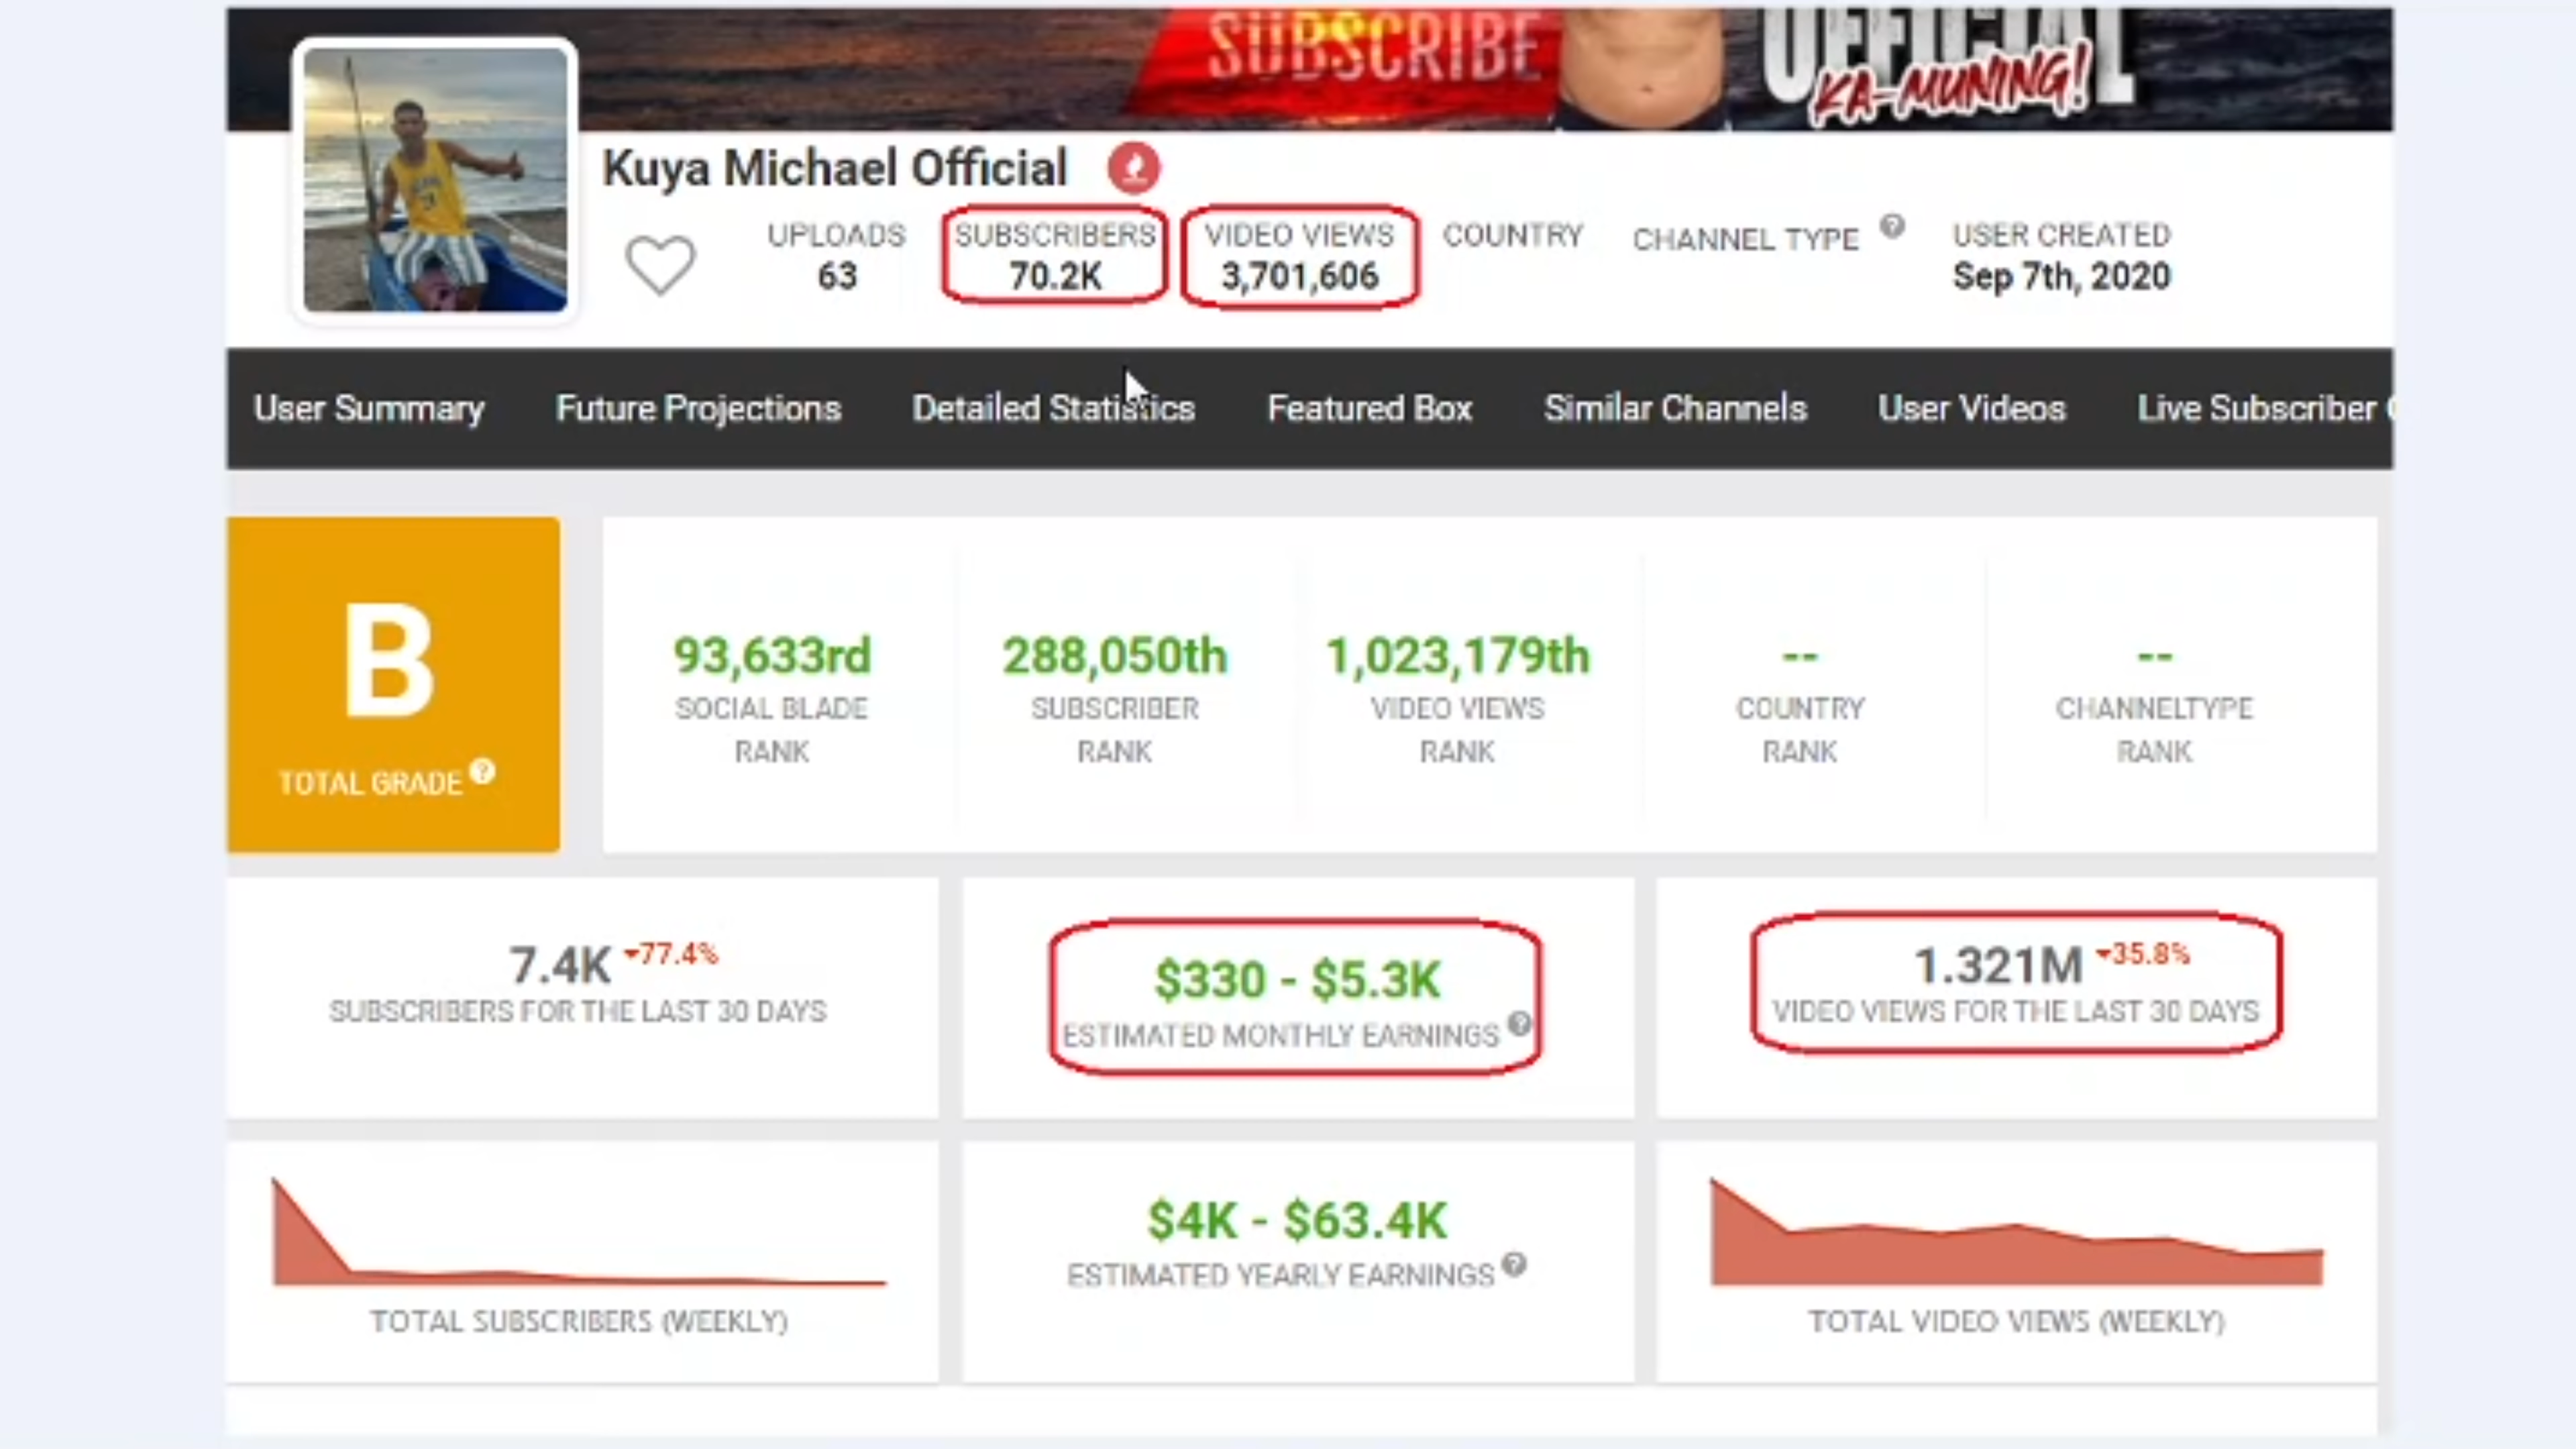 SUBSCRIBE
OFFICIAL
KA-MUNING!
Kuya Michael Official
UPLOADS
63
SUBSCRIBERS
70.2K
VIDEO VIEWS
3,701,606
COUNTRY
CHANNEL TYPE ?
USER CREATED
Sep 7th, 2020
User Summary Future Projections Detailed Statistics Featured Box Similar Channels User Videos Live Subscriber
B
TOTAL GRADE ?
93,633rd
SOCIAL BLADE
RANK
288,050th
SUBSCRIBER
RANK
1,023,179th
VIDEO VIEWS
RANK
--
COUNTRY
RANK
--
CHANNELTYPE
RANK
7.4K 77.4%
SUBSCRIBERS FOR THE LAST 30 DAYS
$330 - $5.3K
ESTIMATED MONTHLY EARNINGS ?
1.321M 35.8%
VIDEO VIEWS FOR THE LAST 30 DAYS
TOTAL SUBSCRIBERS (WEEKLY)
$4K - $63.4K
ESTIMATED YEARLY EARNINGS ?
TOTAL VIDEO VIEWS (WEEKLY)